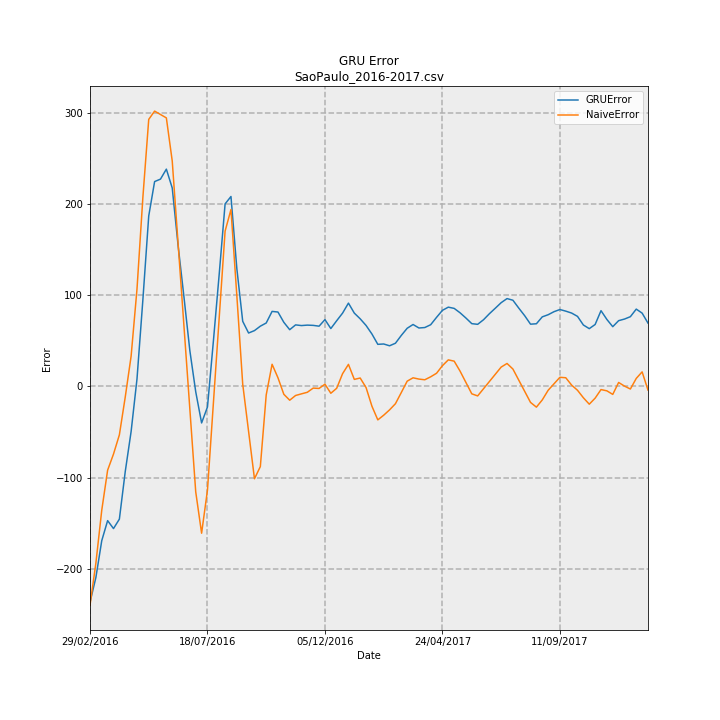 GRU Error
SaoPaulo_2016-2017.csv
GRUError
NaiveError
300
200
100
0
−100
−200
Error
29/02/2016
18/07/2016
05/12/2016
24/04/2017
11/09/2017
Date